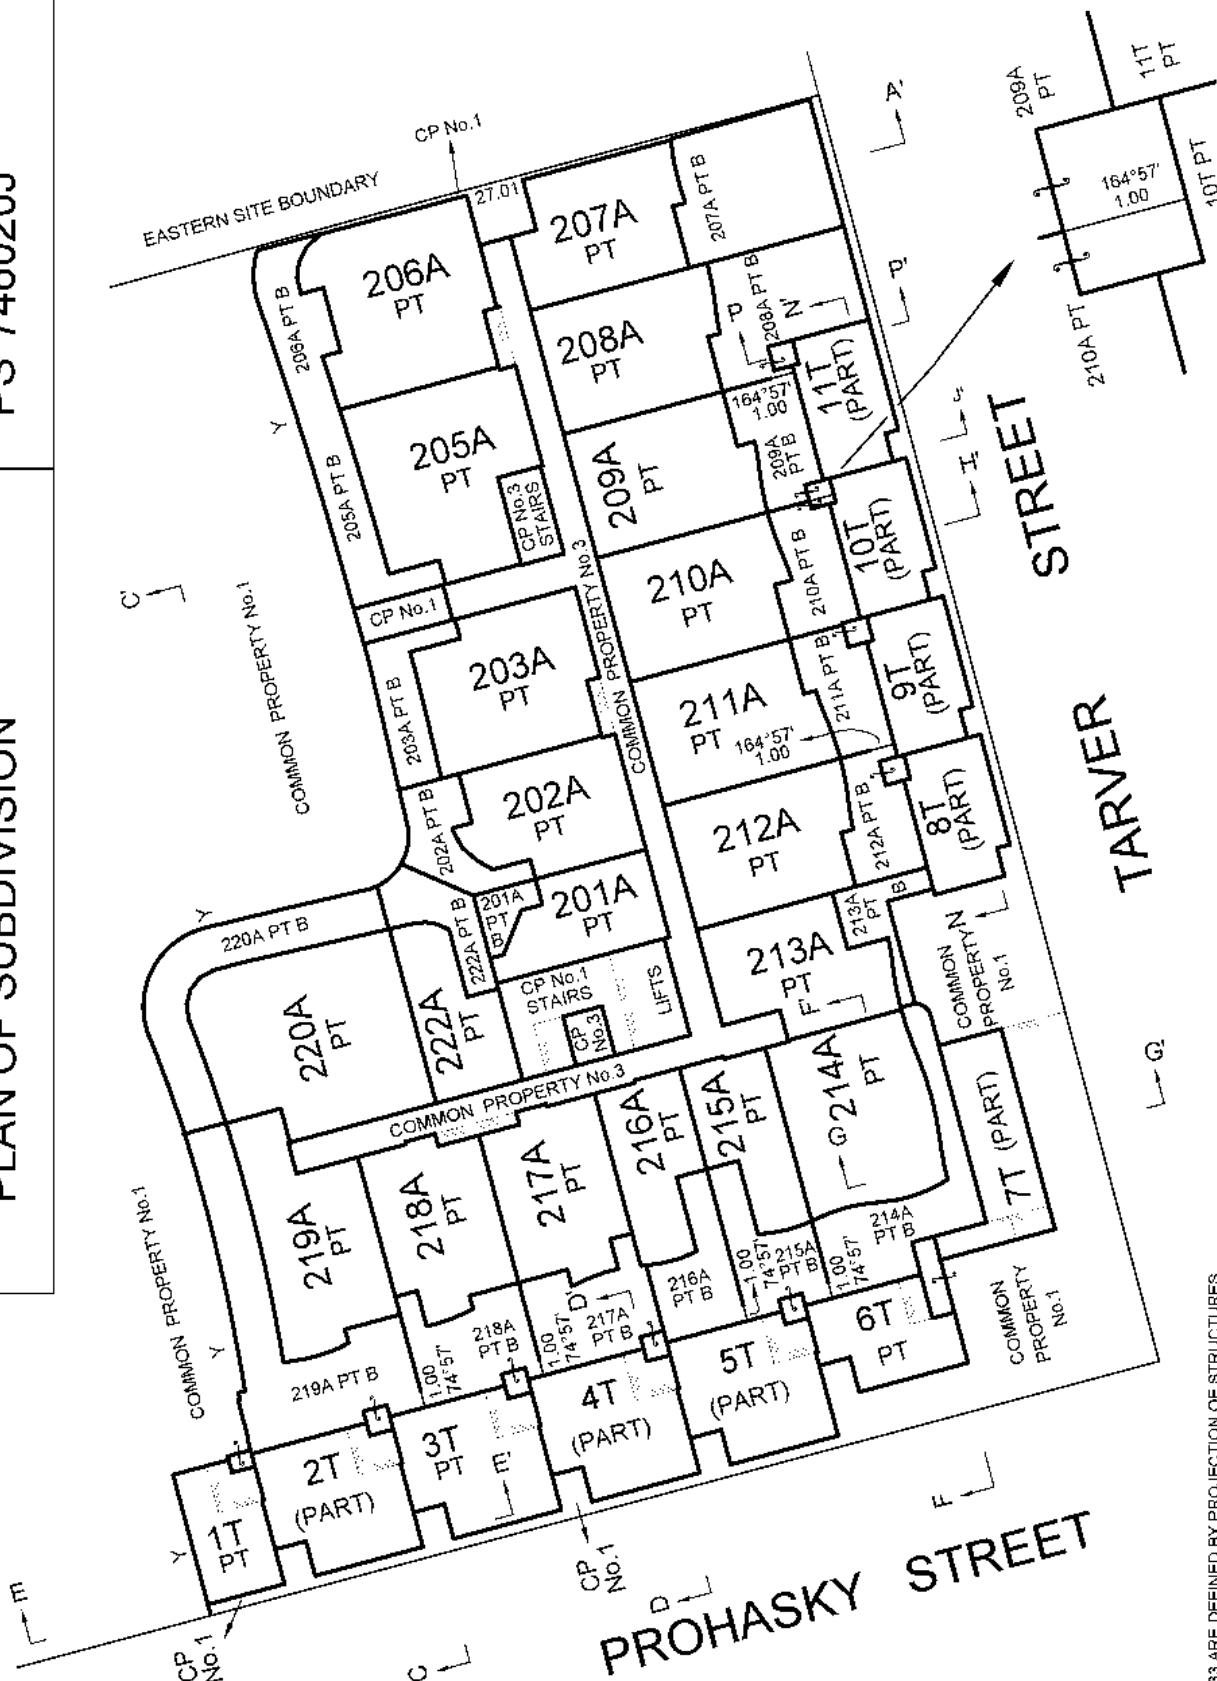 PLAN OF SUBDIVISION
EASTERN SITE BOUNDARY
CP No.1
27.01
206A PT B
206A
PT
207A
PT
207A PT B
A'
209A
PT
11T
PT
164°57'
1.00
10T PT
210A PT
Y
205A PT B
205A
PT
CP No.3
STAIRS
208A
PT
208A PT B
P
N'
P'
164°57'
1.00
11T
(PART)
209A
PT
209A
PT B
C'
COMMON PROPERTY No.1
CP No.1
203A PT B
203A
PT
COMMON PROPERTY No.3
210A
PT
210A PT B
10T
(PART)
STREET
202A PT B
202A
PT
211A
PT
164°57'
1.00
211A PT B
9T
(PART)
TARVER
201A
PT
B
201A
PT
212A
PT
212A PT B
8T
(PART)
Y
220A PT B
222A PT B
CP No.1
STAIRS
LIFTS
CP
No.3
213A
PT
213A
PT B
F'
COMMON
PROPERTY
No.1
N
220A
PT
222A
PT
COMMON PROPERTY No.3
216A
PT
215A
PT
214A
PT
G
G'
7T (PART)
COMMON PROPERTY No.1
219A
PT
218A
PT
217A
PT
214A
PT B
216A
PT B
1.00
74°57'
215A
PT B
1.00
74°57'
Y
219A PT B
1.00
74°57'
218A
PT B
1.00
74°57'
D'
217A
PT B
6T
PT
COMMON
PROPERTY
No.1
Y
1T
PT
2T
(PART)
3T
PT
E'
4T
(PART)
5T
(PART)
E
CP
No.1
C
CP
No.1
D
F
PROHASKY STREET
ARE DEFINED BY PROJECTION OF STRUCTURES